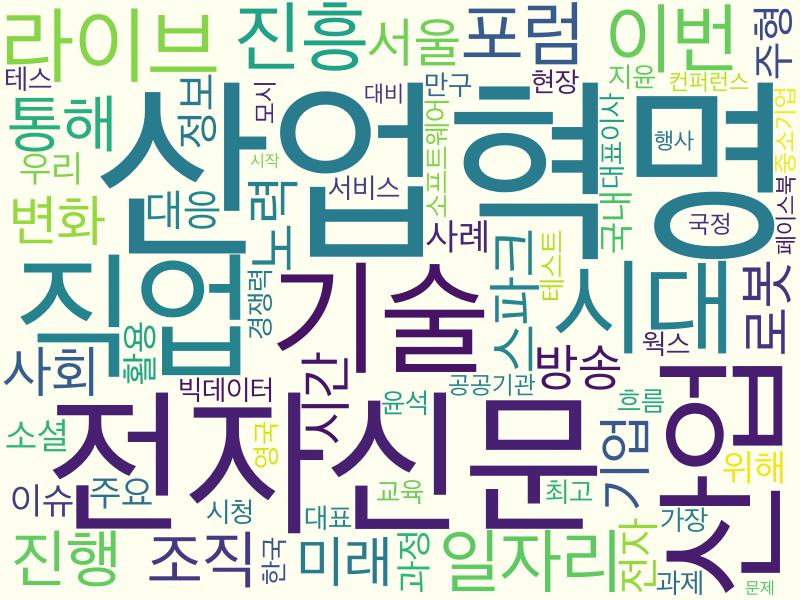 라이브
진흥
서울
포럼
이번
주형
테스
통해
정보
모시
대비
만구
현장
지윤
컨퍼런스
산업혁명
소프트웨어
대표이사
행사
중소기업
우리
시작
변화
대응
노력
서비스
사례
국내
국정
페이스북
직업
기술
경쟁력
스파크
테스트
시대
로봇
사회
활용
빅데이터
시간
윤석
공공기관
방송
웍스
흐름
산업
소셜
전자신문
영국
기업
위해
이슈
주요
시청
대표
교육
최고
가장
진행
조직
한국
미래
과정
일자리
전자
과제
문제